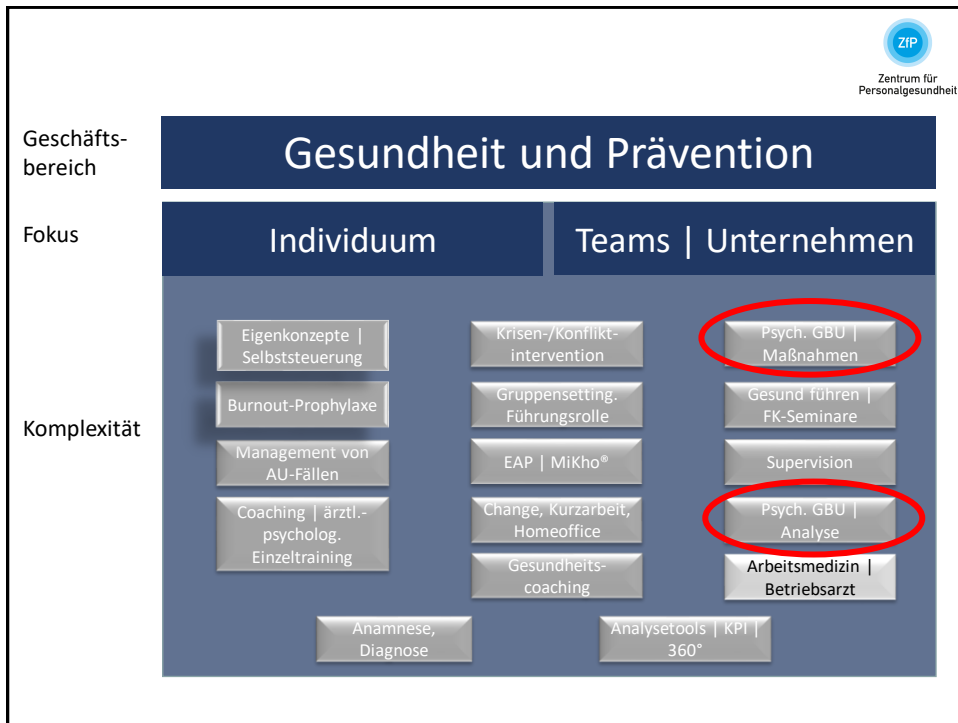 ZfP
Zentrum für
Personalgesundheit
Geschäfts-
bereich
Gesundheit und Prävention
Fokus
Individuum
Teams | Unternehmen
Komplexität
Eigenkonzepte |
Selbststeuerung
Burnout-Prophylaxe
Management von
AU-Fällen
Coaching | ärztl.-
psycholog.
Einzeltraining
Krisen-/Konflikt-
intervention
Gruppensetting.
Führungsrolle
EAP | MiKho®
Change, Kurzarbeit,
Homeoffice
Gesundheits-
coaching
Psych. GBU |
Maßnahmen
Gesund führen |
FK-Seminare
Supervision
Psych. GBU |
Analyse
Arbeitsmedizin |
Betriebsarzt
Anamnese,
Diagnose
Analysetools | KPI |
360°